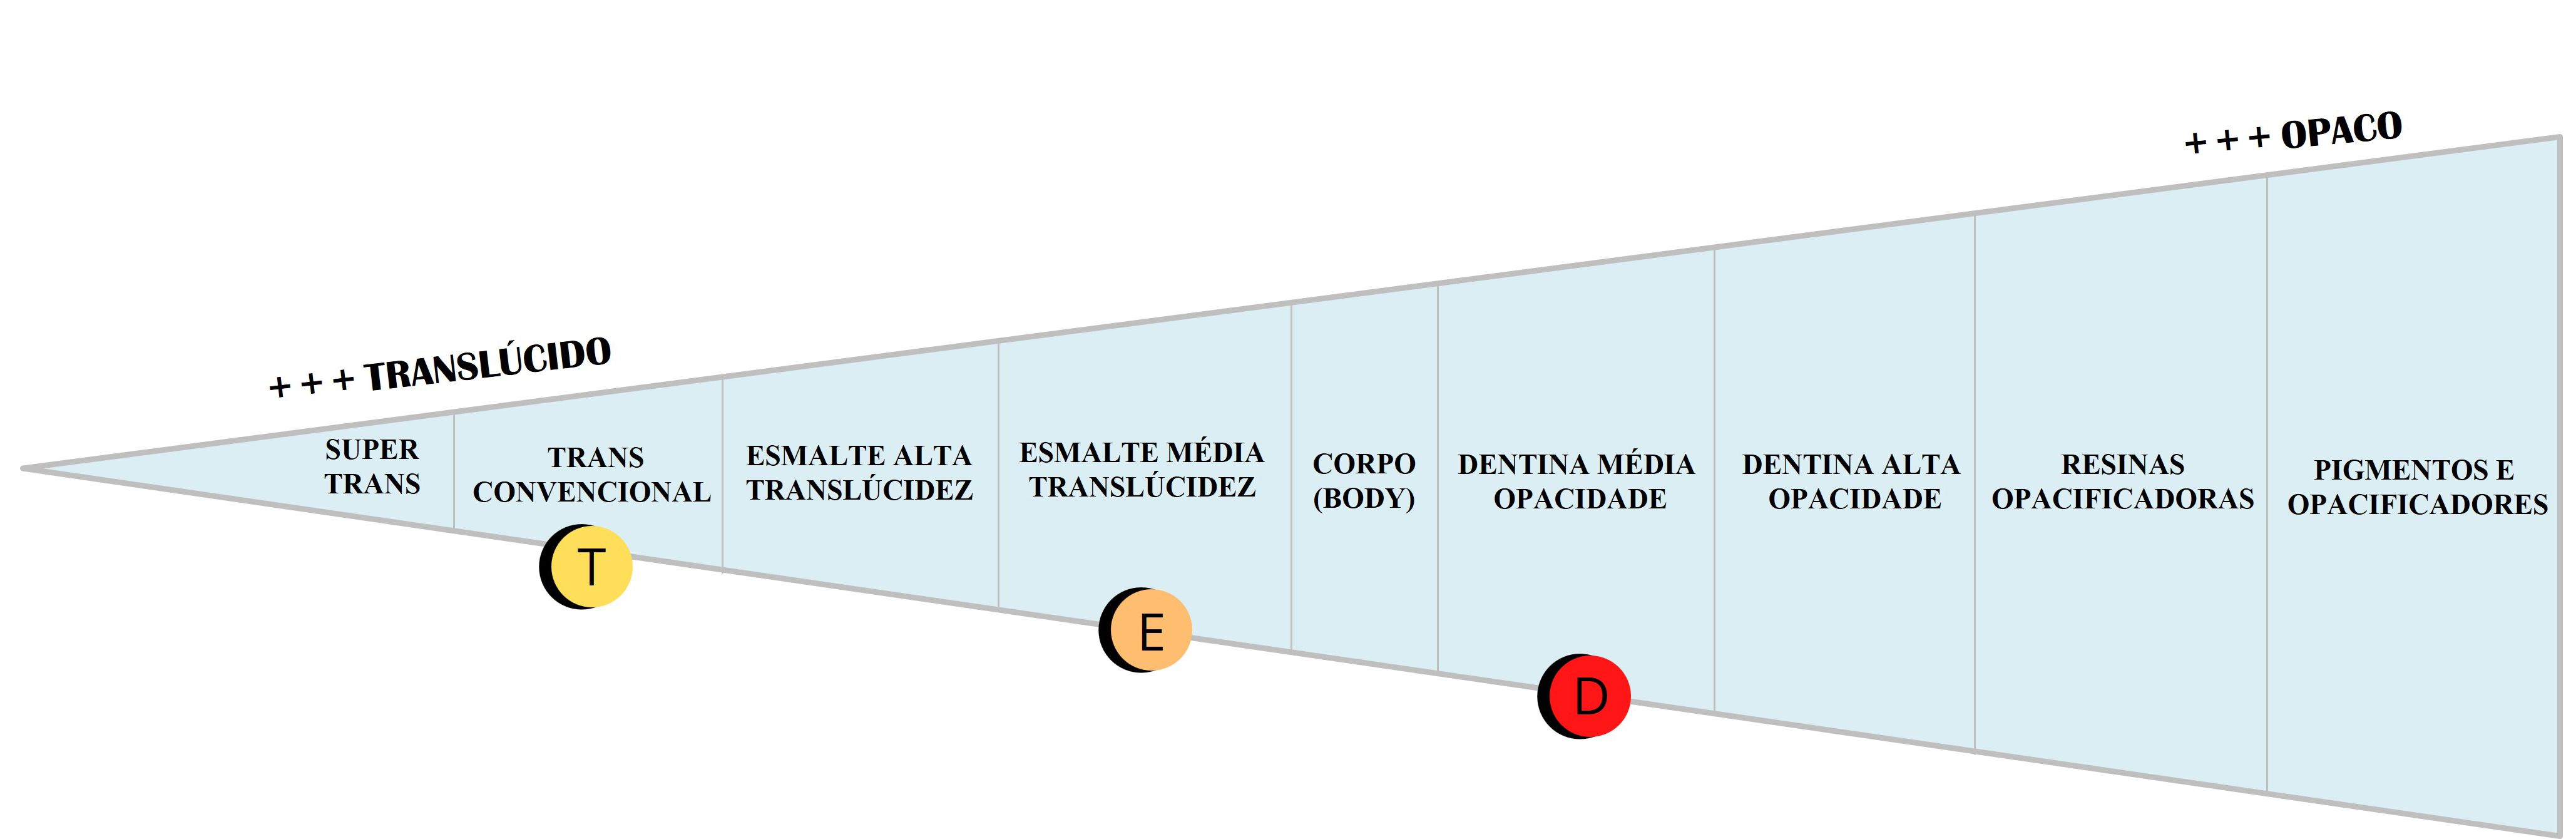 + + + OPACO
+ + + TRANSLÚCIDO
SUPER
TRANS
TRANS
CONVENCIONAL
ESMALTE ALTA
TRANSLÚCIDEZ
ESMALTE MÉDIA
TRANSLÚCIDEZ
CORPO
(BODY)
DENTINA MÉDIA
OPACIDADE
DENTINA ALTA
OPACIDADE
RESINAS
OPACIFICADORAS
PIGMENTOS E
OPACIFICADORES
T
E
D